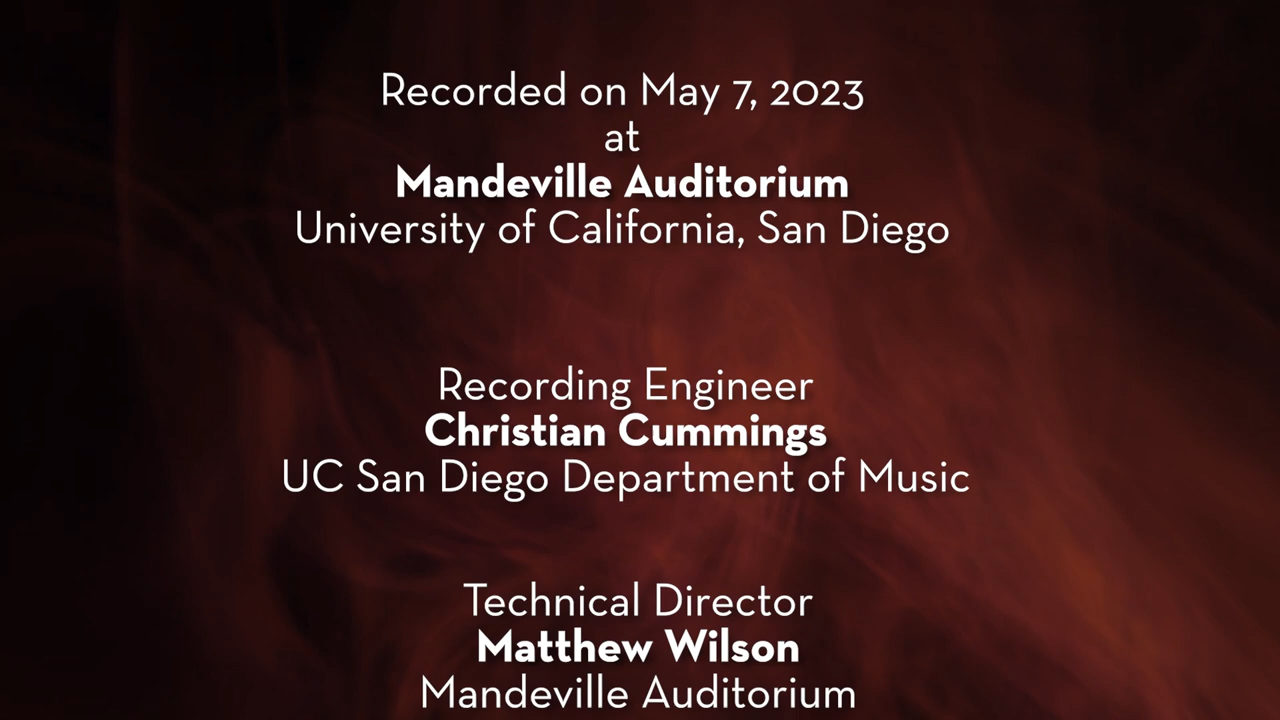 Recorded on May 7, 2023
at
Mandeville Auditorium
University of California, San Diego
Recording Engineer
Christian Cummings
UC San Diego Department of Music
Technical Director
Matthew Wilson
Mandeville Auditorium